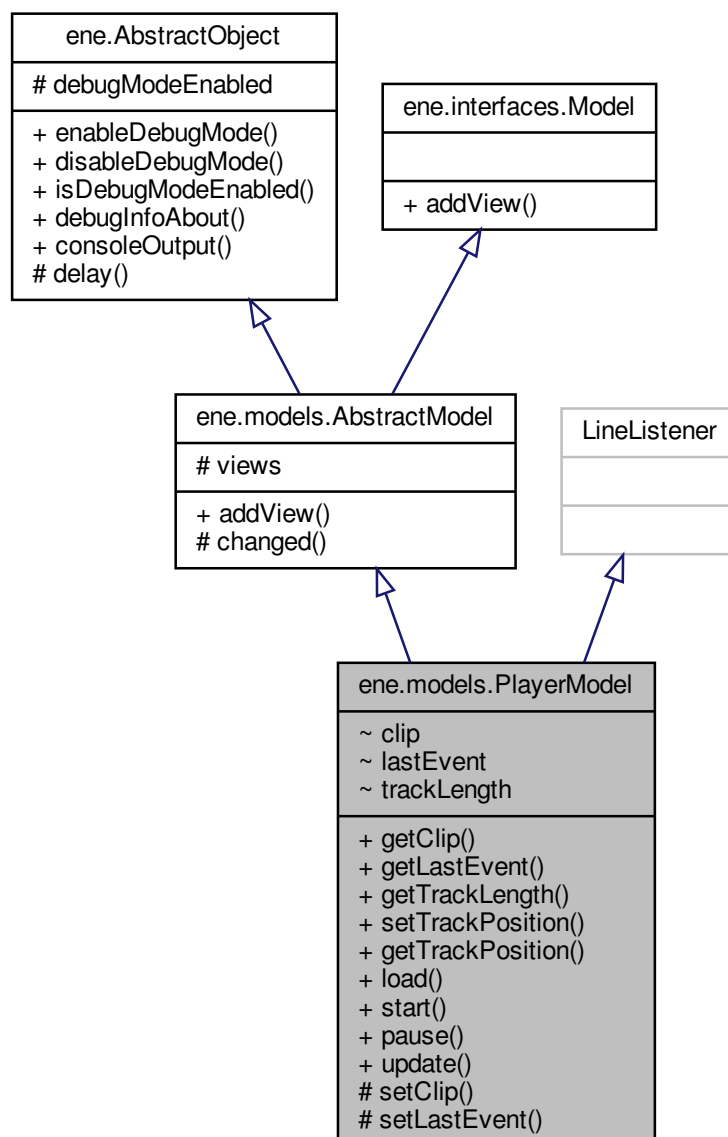 ene.AbstractObject
# debugModeEnabled
+ enableDebugMode()
+ disableDebugMode()
+ isDebugModeEnabled()
+ debugInfoAbout()
+ consoleOutput()
# delay()
ene.interfaces.Model
+ addView()
ene.models.AbstractModel
# views
+ addView()
# changed()
LineListener
ene.models.PlayerModel
~ clip
~ lastEvent
~ trackLength
+ getClip()
+ getLastEvent()
+ getTrackLength()
+ setTrackPosition()
+ getTrackPosition()
+ load()
+ start()
+ pause()
+ update()
# setClip()
# setLastEvent()